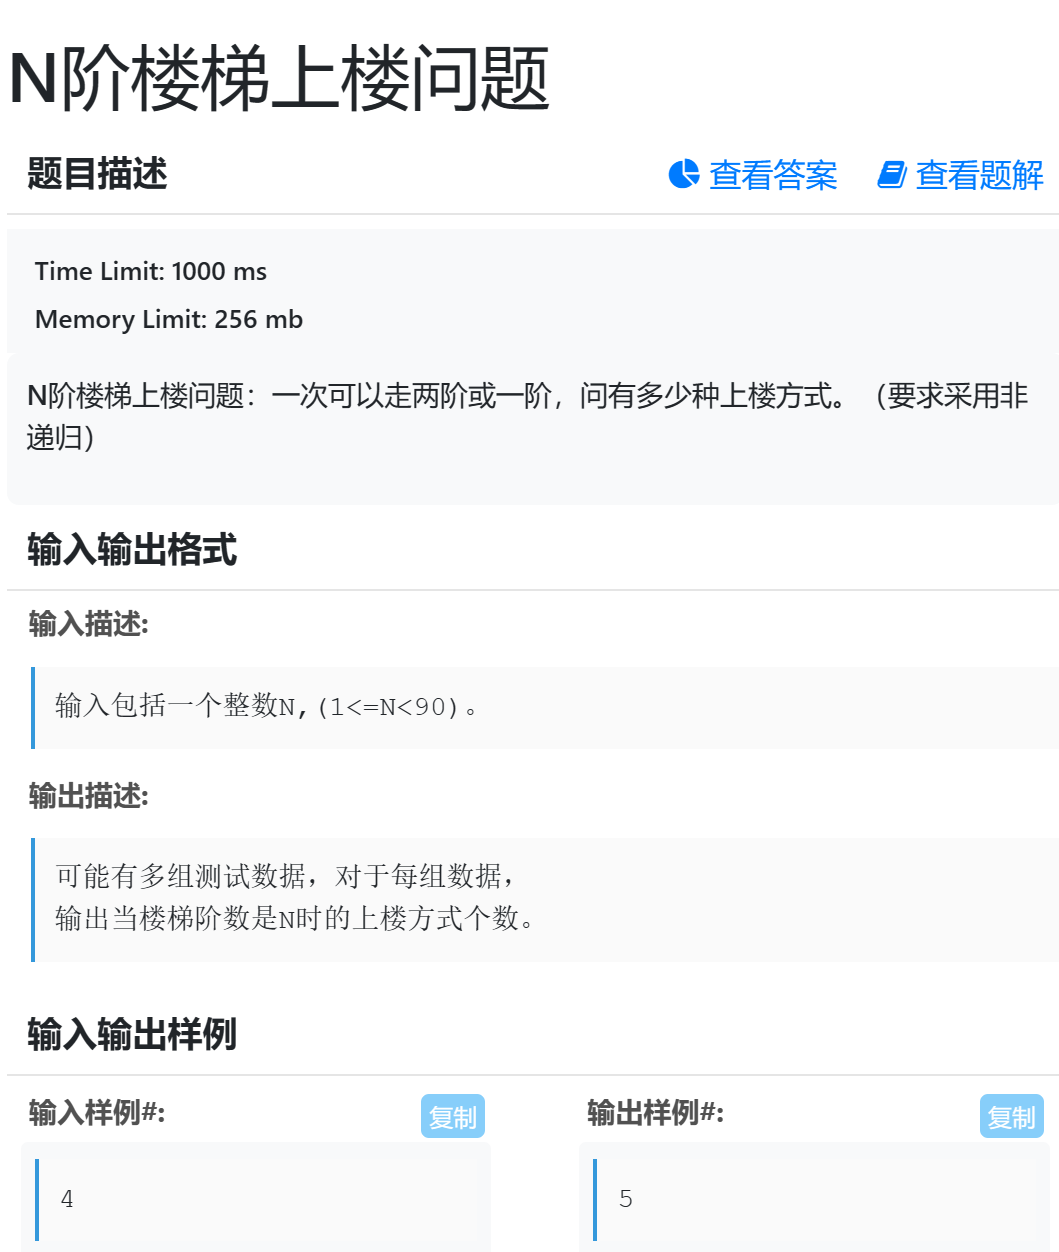 N阶楼梯上楼问题
题目描述
查看答案
查看题解
Time Limit: 1000 ms
Memory Limit: 256 mb
N阶楼梯上楼问题：一次可以走两阶或一阶，问有多少种上楼方式。（要求采用非
递归）
输入输出格式
输入描述:
输入包括一个整数N,(1<=N<90)。
输出描述:
可能有多组测试数据，对于每组数据，
输出当楼梯阶数是N时的上楼方式个数。
输入输出样例
输入样例#:
复制
4
输出样例#:
复制
5